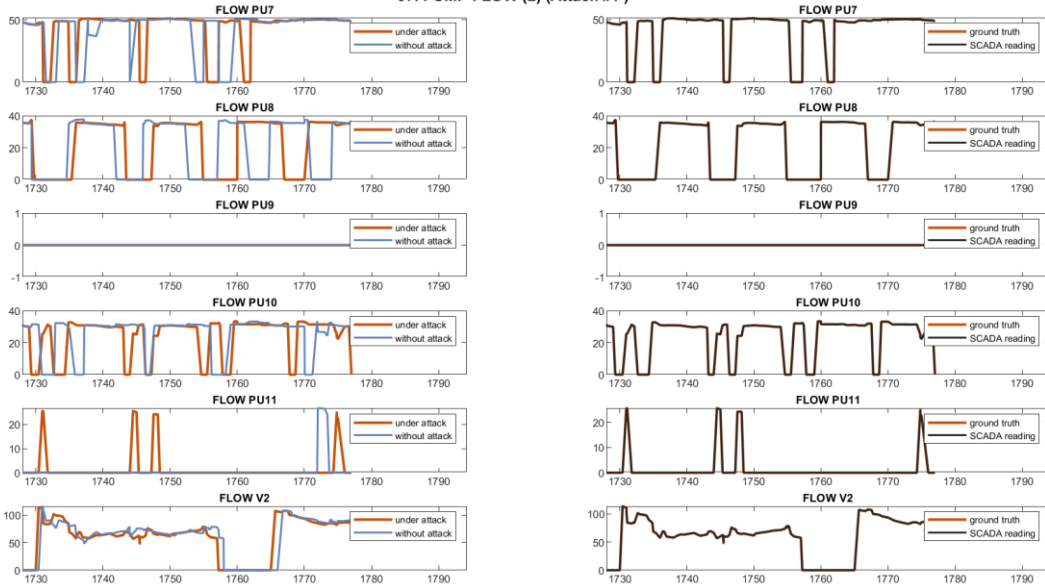 PUMP FLOW
FLOW PU7
50
0
under attack
without attack
1730 1740 1750 1760 1770 1780 1790
FLOW PU7
50
0
ground truth
SCADA reading
1730 1740 1750 1760 1770 1780 1790
FLOW PU8
40
20
0
under attack
without attack
1730 1740 1750 1760 1770 1780 1790
FLOW PU8
40
20
0
ground truth
SCADA reading
1730 1740 1750 1760 1770 1780 1790
FLOW PU9
1
0
-1
under attack
without attack
1730 1740 1750 1760 1770 1780 1790
FLOW PU9
1
0
-1
ground truth
SCADA reading
1730 1740 1750 1760 1770 1780 1790
FLOW PU10
40
20
0
under attack
without attack
1730 1740 1750 1760 1770 1780 1790
FLOW PU10
40
20
0
ground truth
SCADA reading
1730 1740 1750 1760 1770 1780 1790
FLOW PU11
20
10
0
under attack
without attack
1730 1740 1750 1760 1770 1780 1790
FLOW PU11
20
10
0
ground truth
SCADA reading
1730 1740 1750 1760 1770 1780 1790
FLOW V2
100
50
0
under attack
without attack
1730 1740 1750 1760 1770 1780 1790
FLOW V2
100
50
0
ground truth
SCADA reading
1730 1740 1750 1760 1770 1780 1790